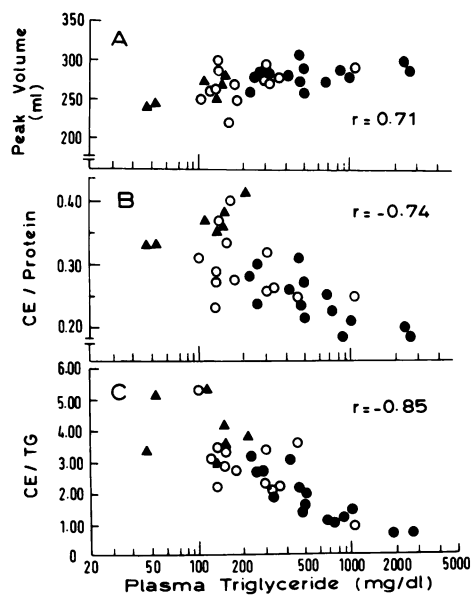 A
350
300
250
200
Peak Volume
(ml)
r = 0.71
B
0.40
0.30
0.20
CE / Protein
r = -0.74
C
6.00
5.00
4.00
3.00
2.00
1.00
0
CE / TG
r = -0.85
20 50 100 200 500 1000 2000 5000
Plasma Triglyceride (mg/dl)